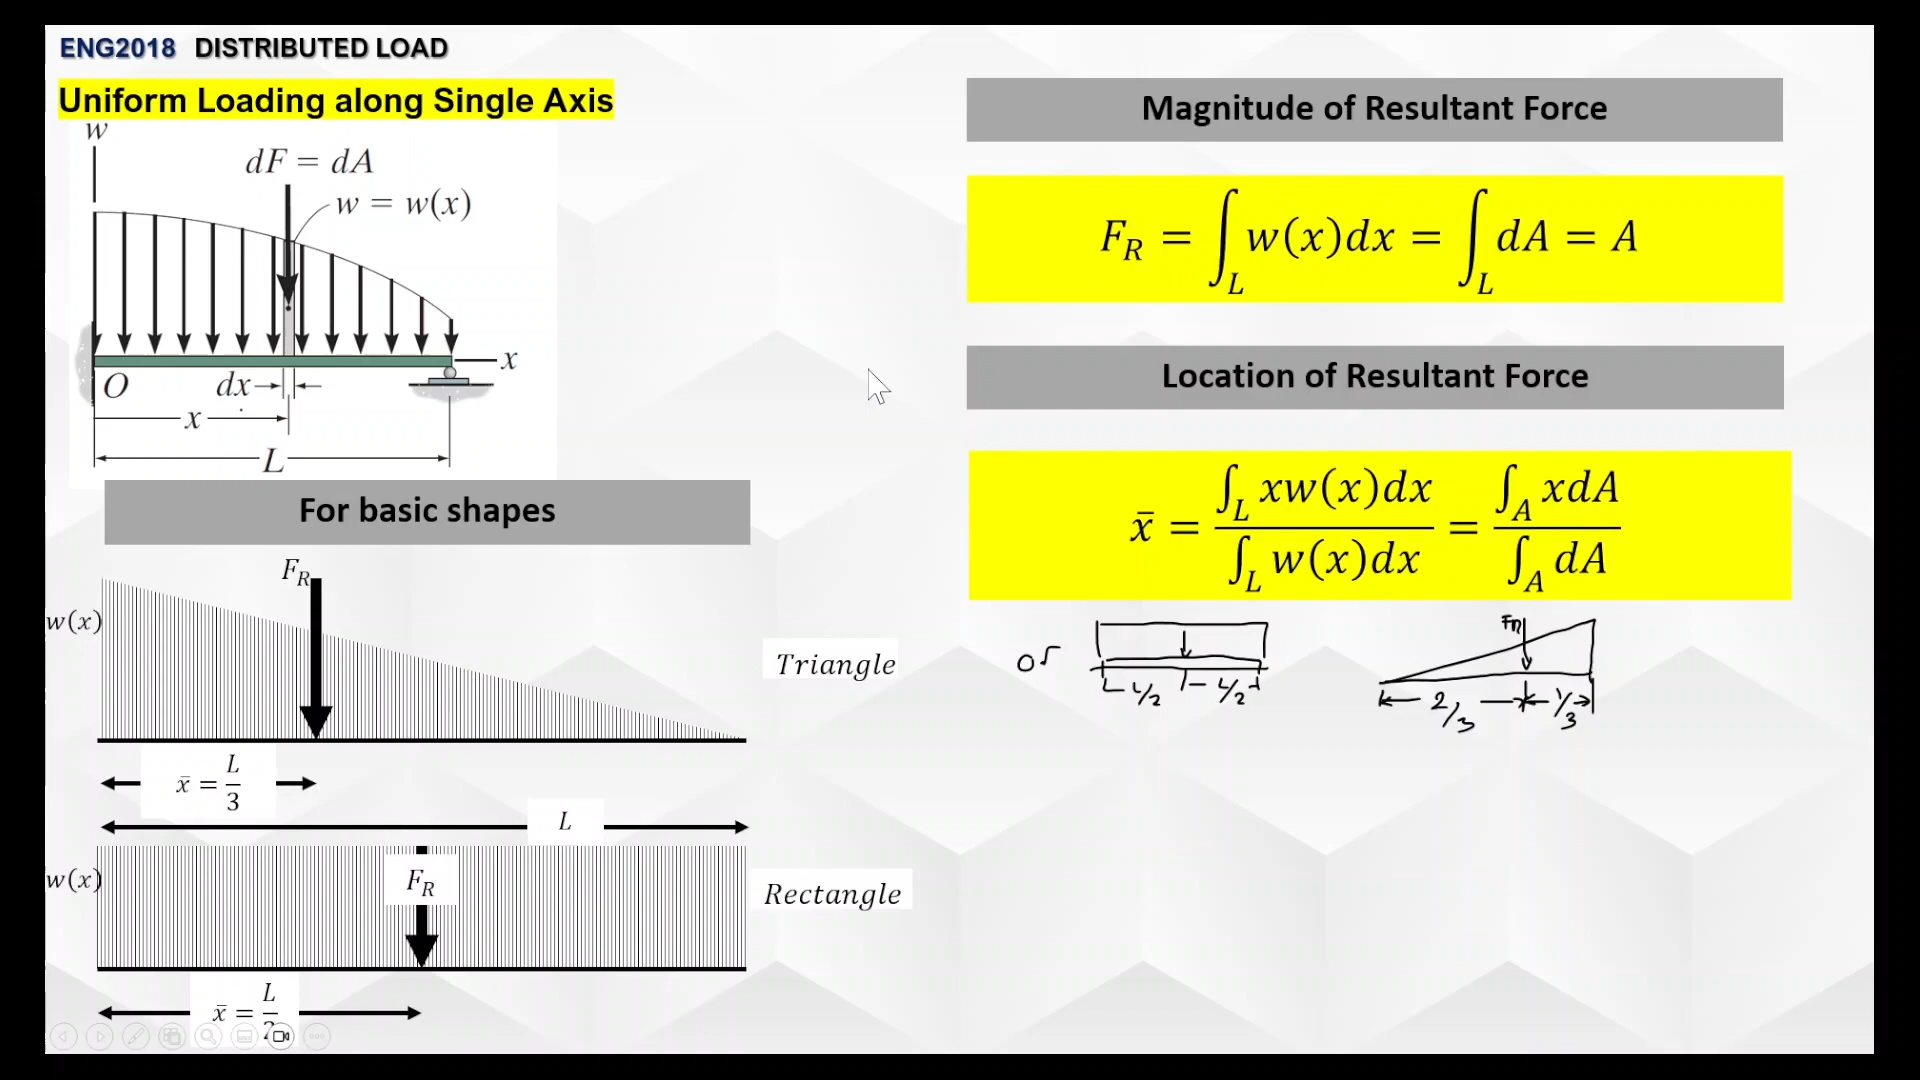 ENG2018 DISTRIBUTED LOAD
Uniform Loading along Single Axis
w
dF = dA
w = w(x)
x
O
dx
x
L
For basic shapes
F_R
w(x)
Triangle
x̄ = L/3
L
w(x)
F_R
Rectangle
x̄ = L/2
Magnitude of Resultant Force
F_R = ∫_L w(x)dx = ∫_L dA = A
Location of Resultant Force
x̄ = ∫_L xw(x)dx / ∫_L w(x)dx = ∫_A xdA / ∫_A dA
or
L/2 L/2
FR
2/3 1/3